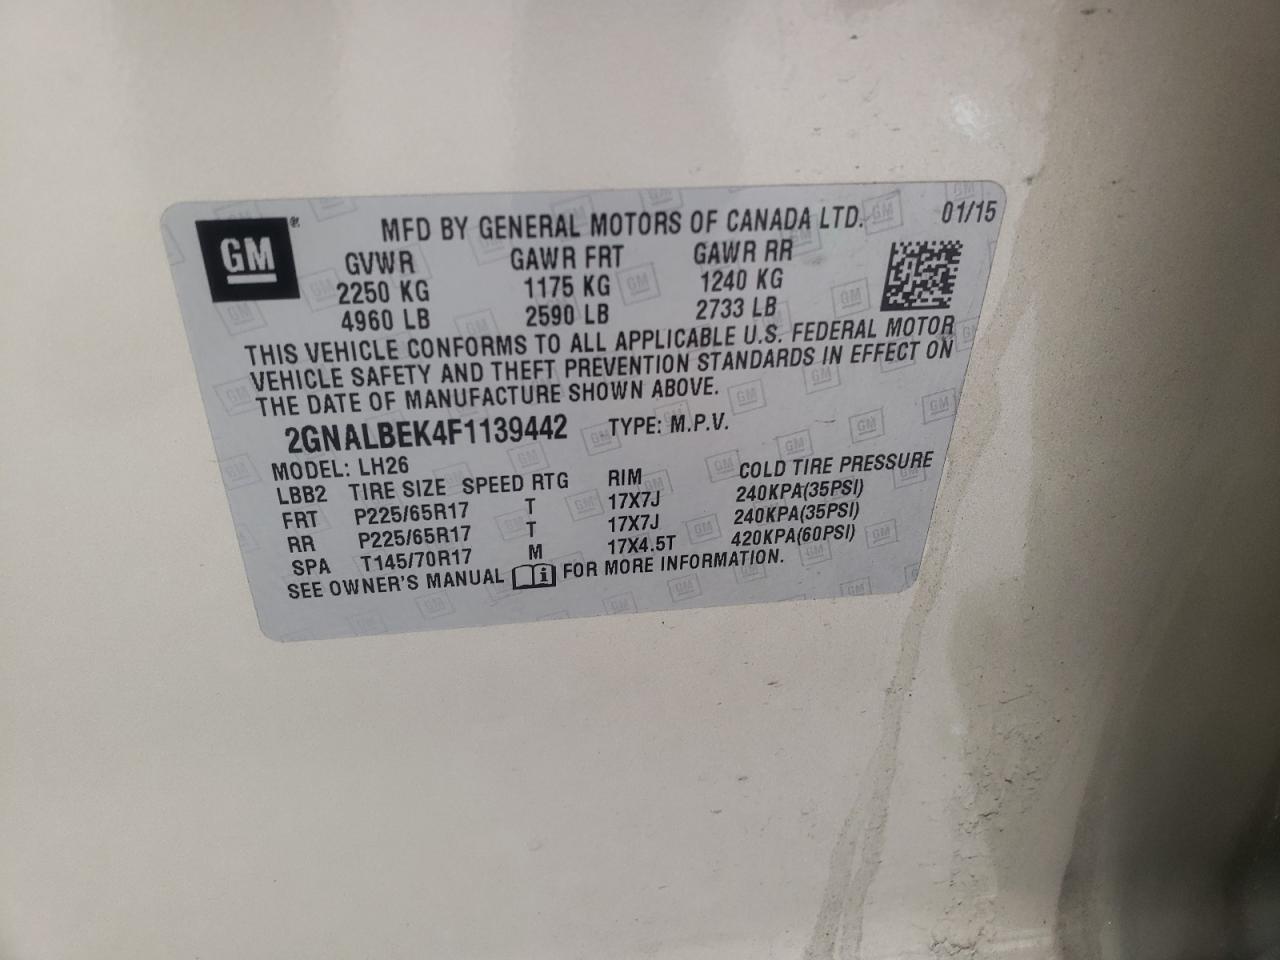 GM ® MFD BY GENERAL MOTORS OF CANADA LTD. 01/15
GVWR GAWR FRT GAWR RR
2250 KG 1175 KG 1240 KG
4960 LB 2590 LB 2733 LB
THIS VEHICLE CONFORMS TO ALL APPLICABLE U.S. FEDERAL MOTOR
VEHICLE SAFETY AND THEFT PREVENTION STANDARDS IN EFFECT ON
THE DATE OF MANUFACTURE SHOWN ABOVE.
2GNALBEK4F1139442 TYPE: M.P.V.
MODEL: LH26
LBB2 TIRE SIZE SPEED RTG RIM COLD TIRE PRESSURE
FRT P225/65R17 T 17X7J 240KPA(35PSI)
RR P225/65R17 T 17X7J 240KPA(35PSI)
SPA T145/70R17 M 17X4.5T 420KPA(60PSI)
SEE OWNER'S MANUAL i FOR MORE INFORMATION.